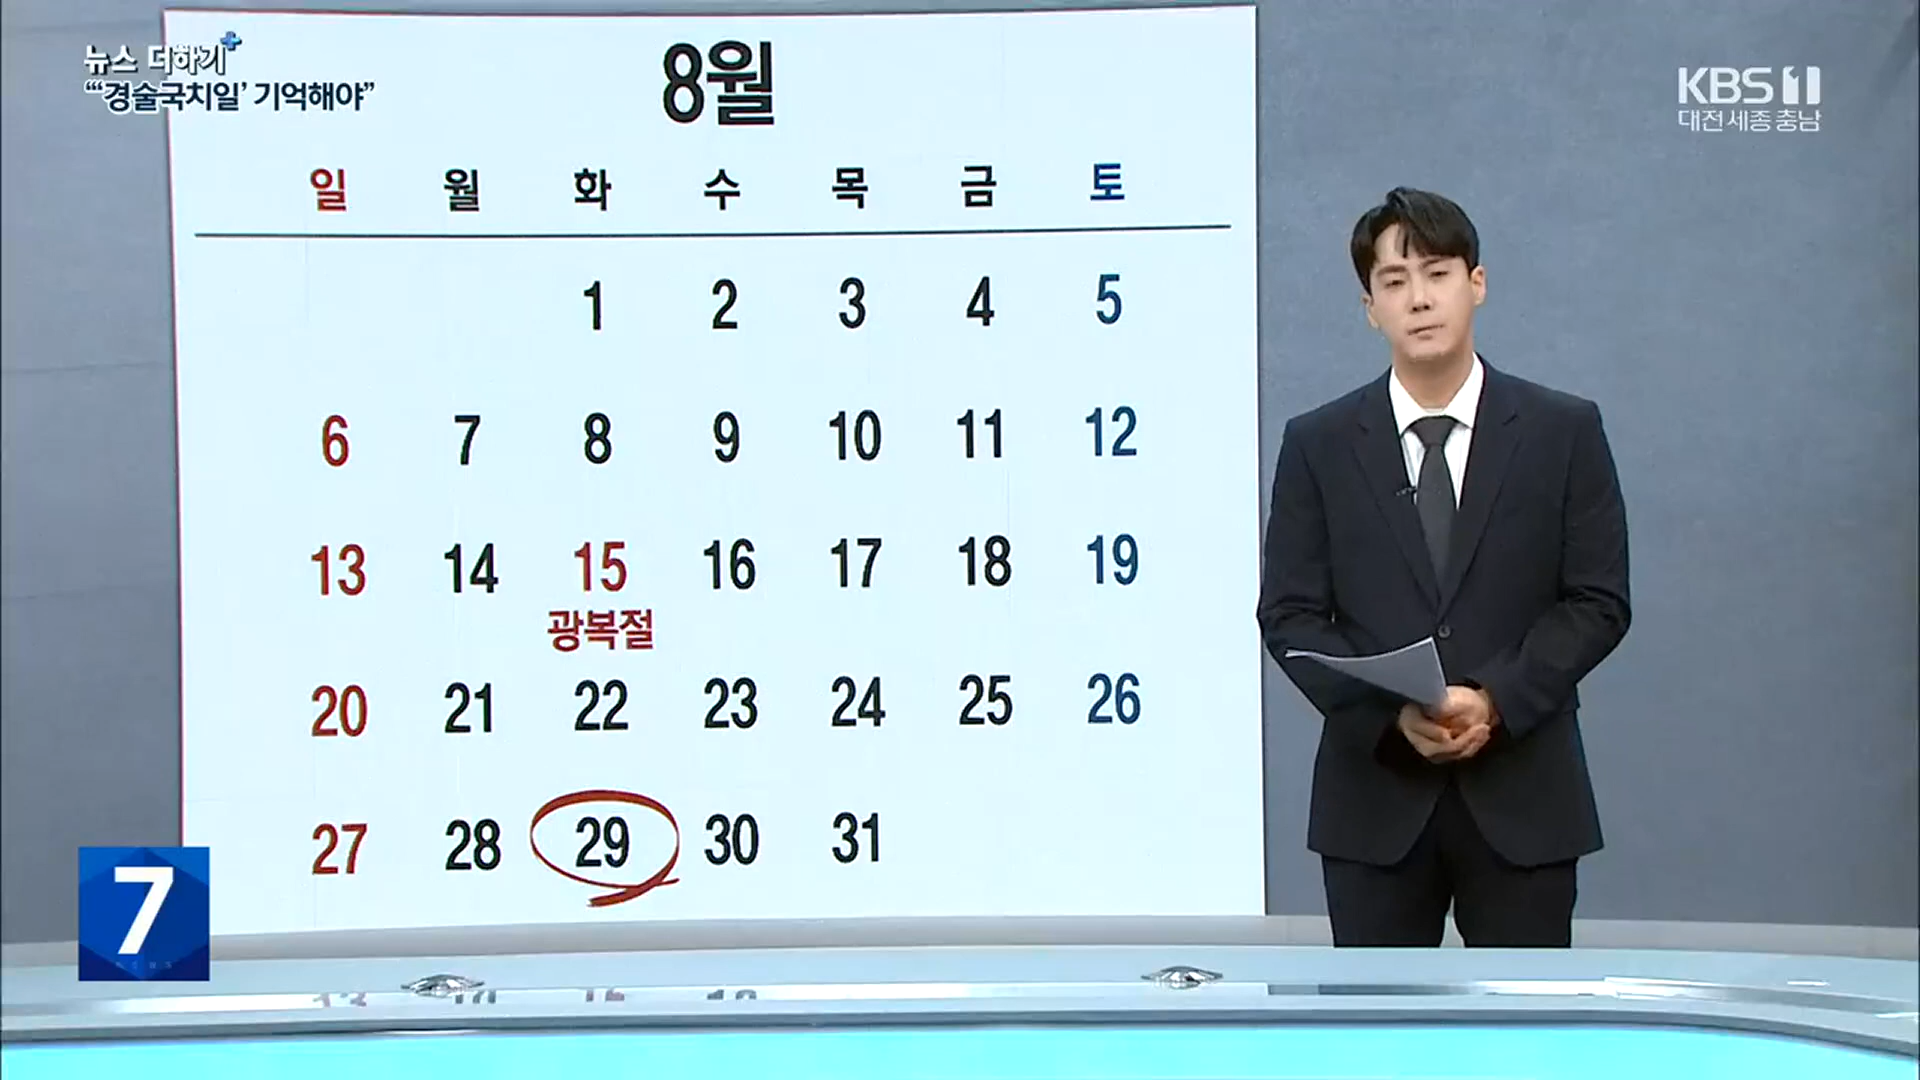 뉴스 더하기+
“‘경술국치일’ 기억해야”
KBS 1
대전 세종 충남
8월
일 월 화 수 목 금 토
1 2 3 4 5
6 7 8 9 10 11 12
13 14 15 16 17 18 19
광복절
20 21 22 23 24 25 26
27 28 29 30 31
7